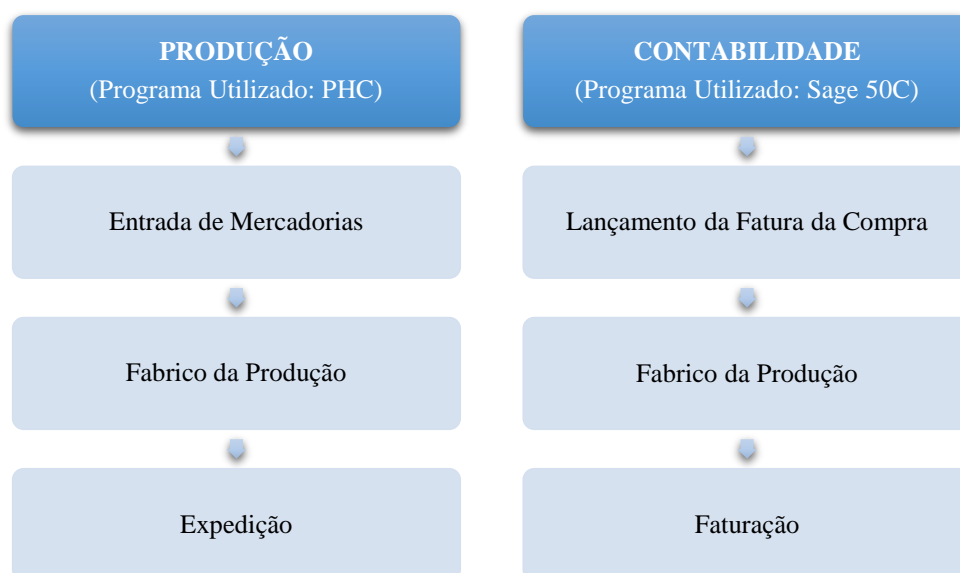 PRODUÇÃO
(Programa Utilizado: PHC)
Entrada de Mercadorias
Fabrico da Produção
Expedição
CONTABILIDADE
(Programa Utilizado: Sage 50C)
Lançamento da Fatura da Compra
Fabrico da Produção
Faturação